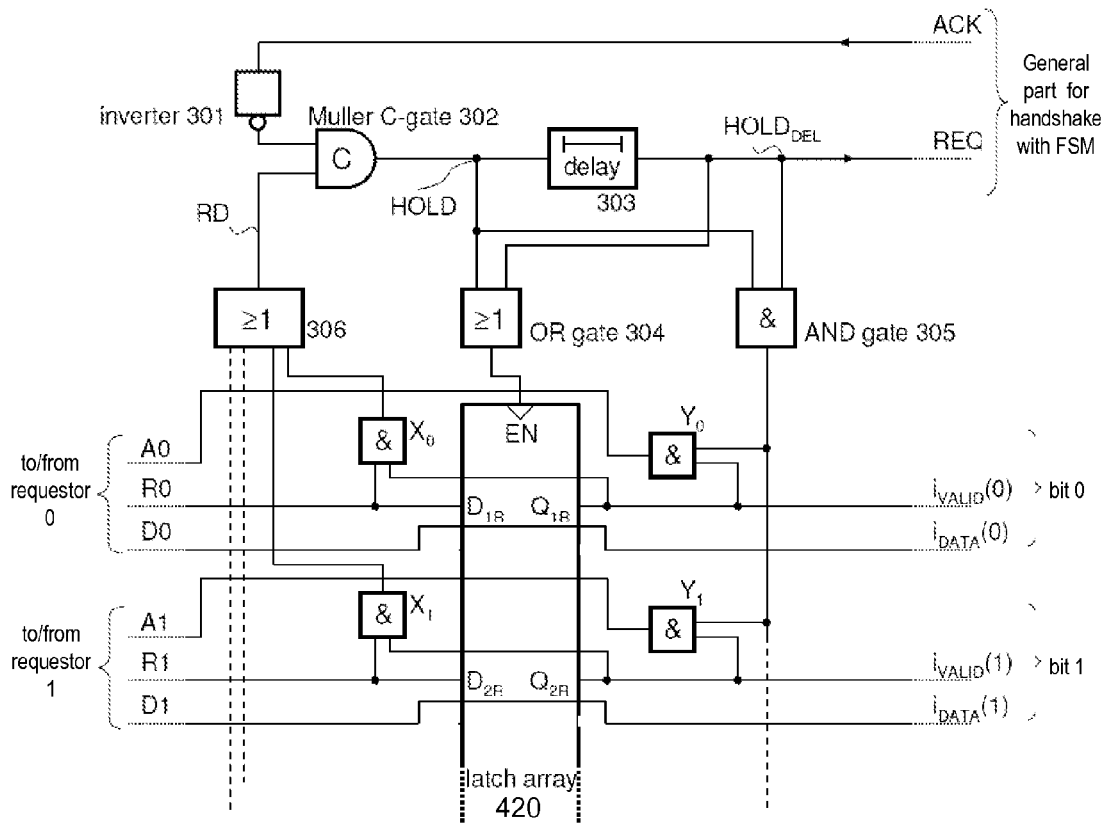 ACK
General
part for
handshake
with FSM
inverter 301
Muller C-gate 302
HOLD_DEL
REQ
C
delay
303
HOLD
RD
≥1
306
≥1
OR gate 304
&
AND gate 305
EN
to/from
requestor
0
A0
R0
D0
&
X_0
Y_0
&
D_1R
Q_1R
i_VALID(0)
i_DATA(0)
bit 0
to/from
requestor
1
A1
R1
D1
&
X_1
Y_1
&
D_2R
Q_2R
i_VALID(1)
i_DATA(1)
bit 1
latch array
420